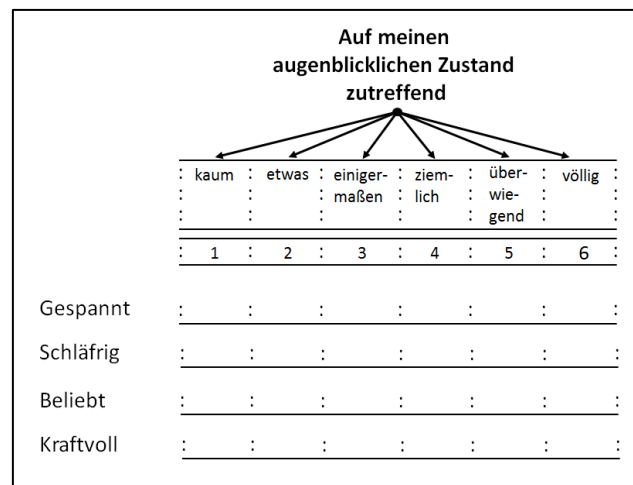 Auf meinen
augenblicklichen Zustand
zutreffend
: kaum : etwas : einiger- : ziem- : über- : völlig :
maßen lich wie-
gend
: 1 : 2 : 3 : 4 : 5 : 6 :
Gespannt : : : : : : :
Schläfrig : : : : : : :
Beliebt : : : : : : :
Kraftvoll : : : : : : :